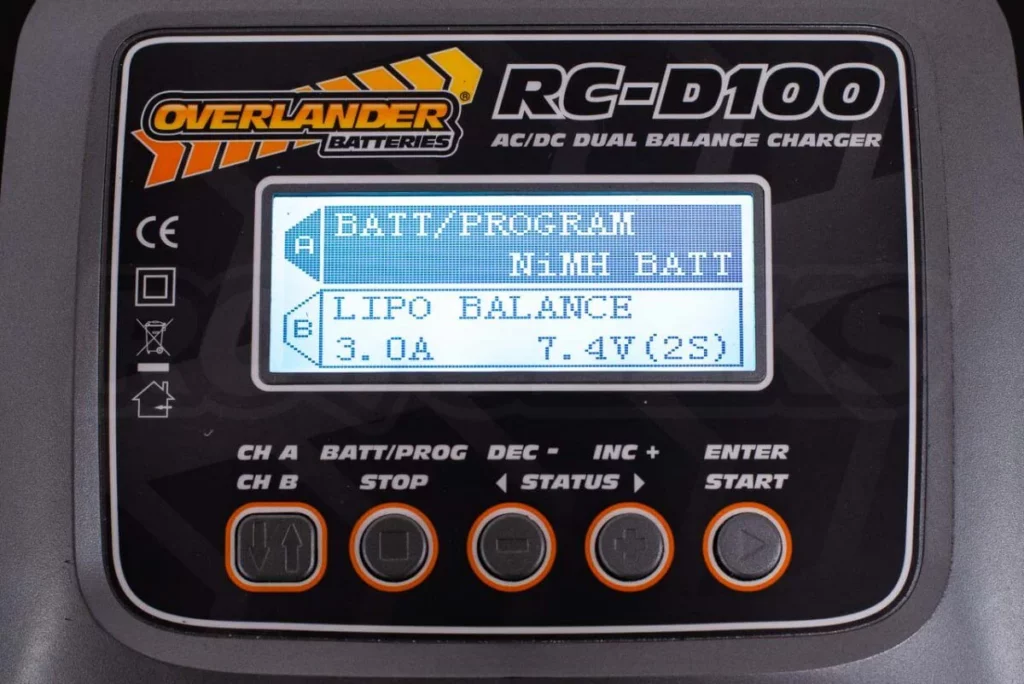 OVERLANDER®
BATTERIES
RC-D100
AC/DC DUAL BALANCE CHARGER
CE
A
BATT/PROGRAM
NiMH BATT
B
LIPO BALANCE
3.0A 7.4V(2S)
CH A BATT/PROG DEC - INC + ENTER
CH B STOP STATUS START